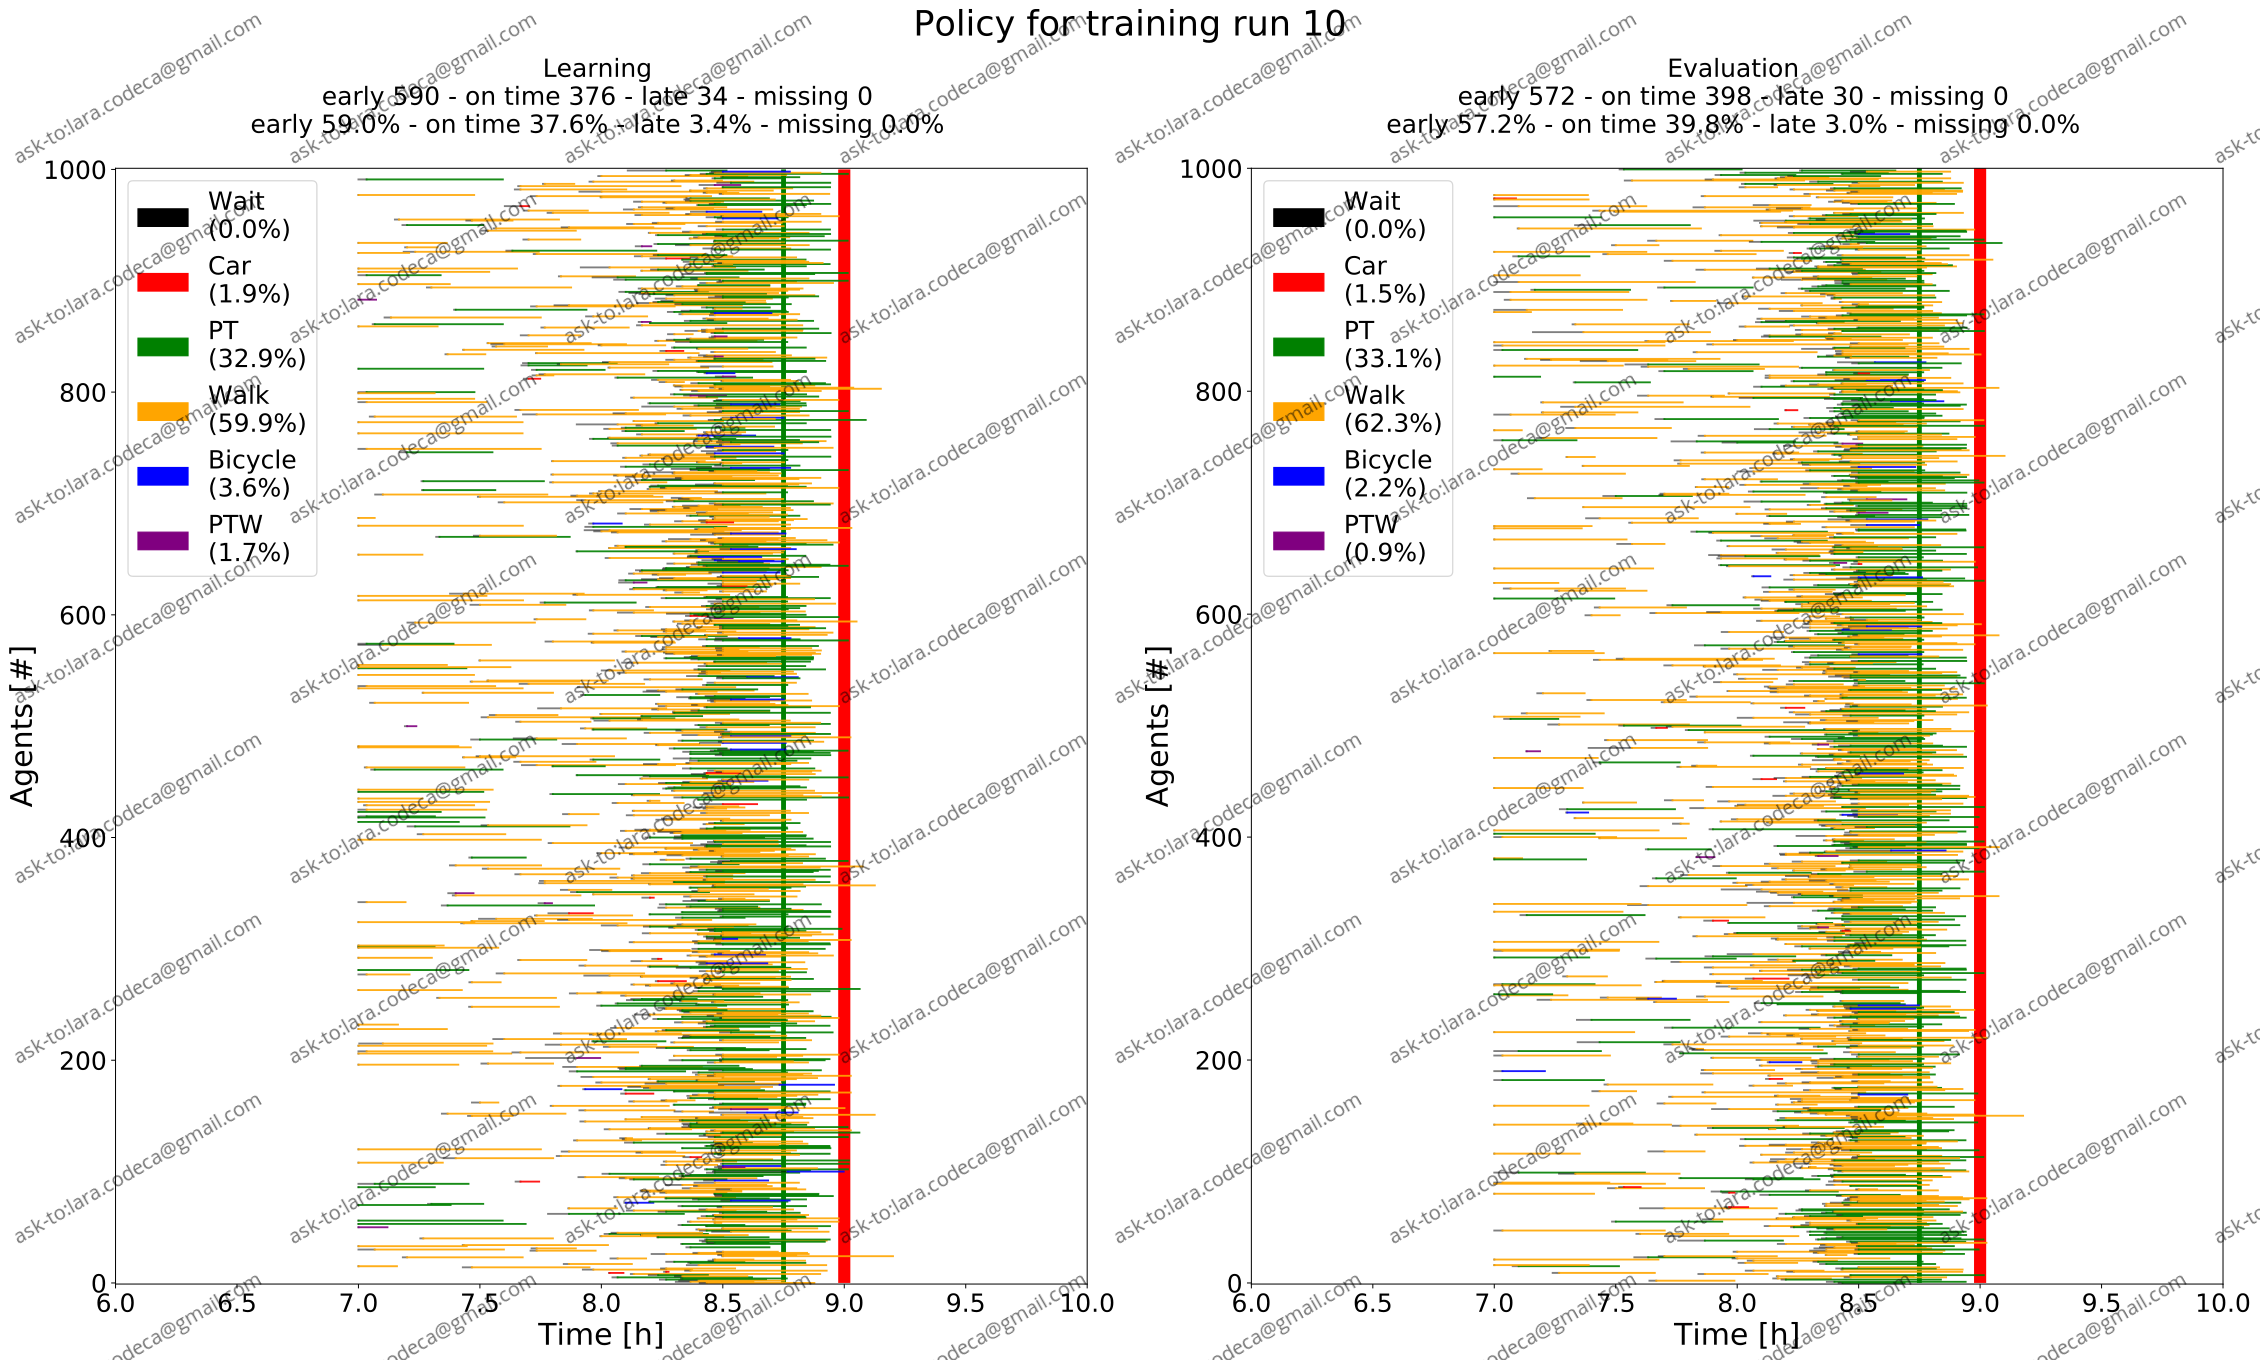 Policy for training run 10
Learning
early 590 - on time 376 - late 34 - missing 0
early 59.0% - on time 37.6% - late 3.4% - missing 0.0%
1000
800
600
400
200
0
Agents [#]
Wait
(0.0%)
Car
(1.9%)
PT
(32.9%)
Walk
(59.9%)
Bicycle
(3.6%)
PTW
(1.7%)
6.0 6.5 7.0 7.5 8.0 8.5 9.0 9.5 10.0
Time [h]
Evaluation
early 572 - on time 398 - late 30 - missing 0
early 57.2% - on time 39.8% - late 3.0% - missing 0.0%
1000
800
600
400
200
0
Agents [#]
Wait
(0.0%)
Car
(1.5%)
PT
(33.1%)
Walk
(62.3%)
Bicycle
(2.2%)
PTW
(0.9%)
6.0 6.5 7.0 7.5 8.0 8.5 9.0 9.5 10.0
Time [h]
ask-to:lara.codeca@gmail.com